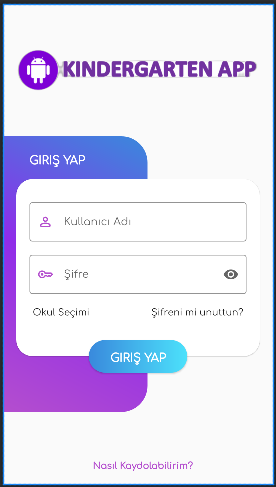 KINDERGARTEN APP
GIRIŞ YAP
Kullanıcı Adı
Şifre
Okul Seçimi Şifreni mi unuttun?
GIRIŞ YAP
Nasıl Kaydolabilirim?